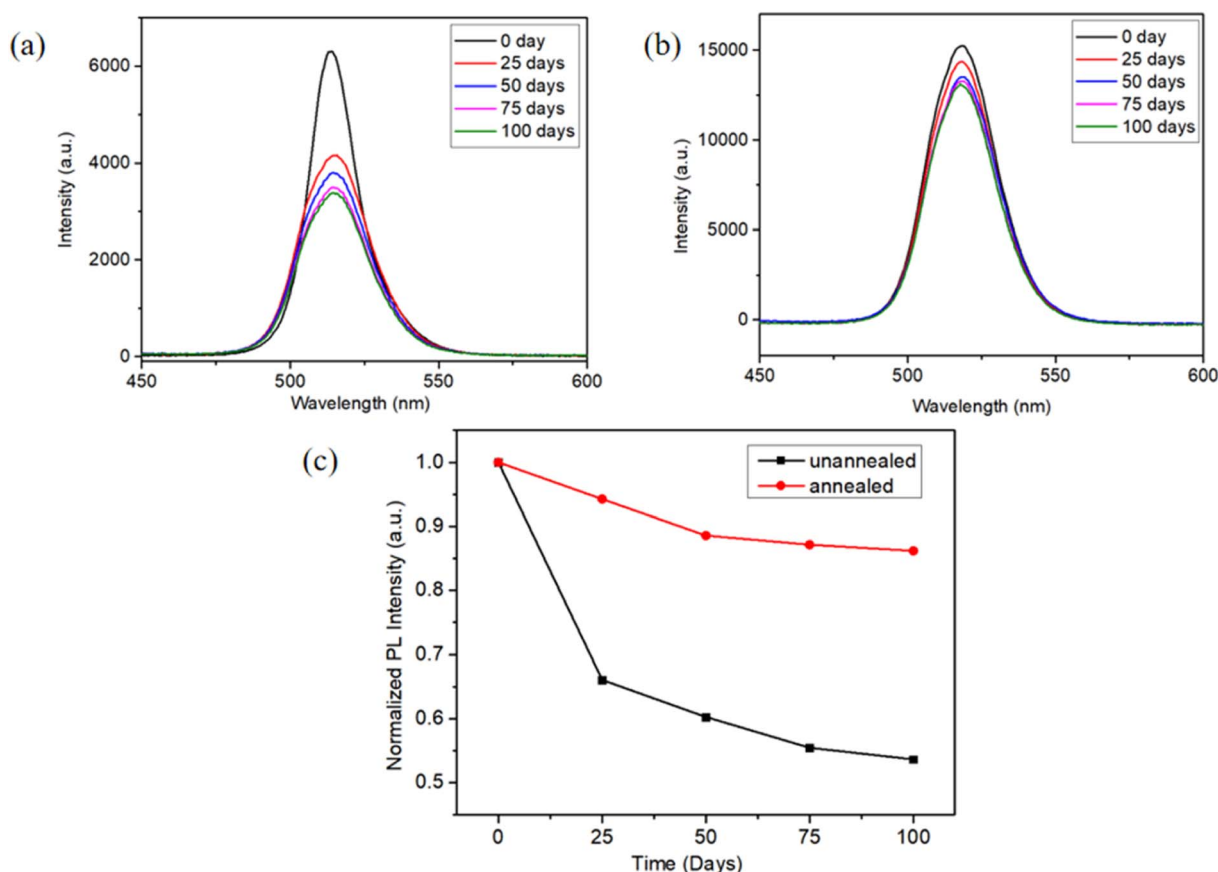 (a)
0 day
25 days
50 days
75 days
100 days
6000
4000
2000
0
Intensity (a.u.)
450
500
550
600
Wavelength (nm)
(b)
0 day
25 days
50 days
75 days
100 days
15000
10000
5000
0
Intensity (a.u.)
450
500
550
600
Wavelength (nm)
(c)
unannealed
annealed
1.0
0.9
0.8
0.7
0.6
0.5
Normalized PL Intensity (a.u.)
0
25
50
75
100
Time (Days)